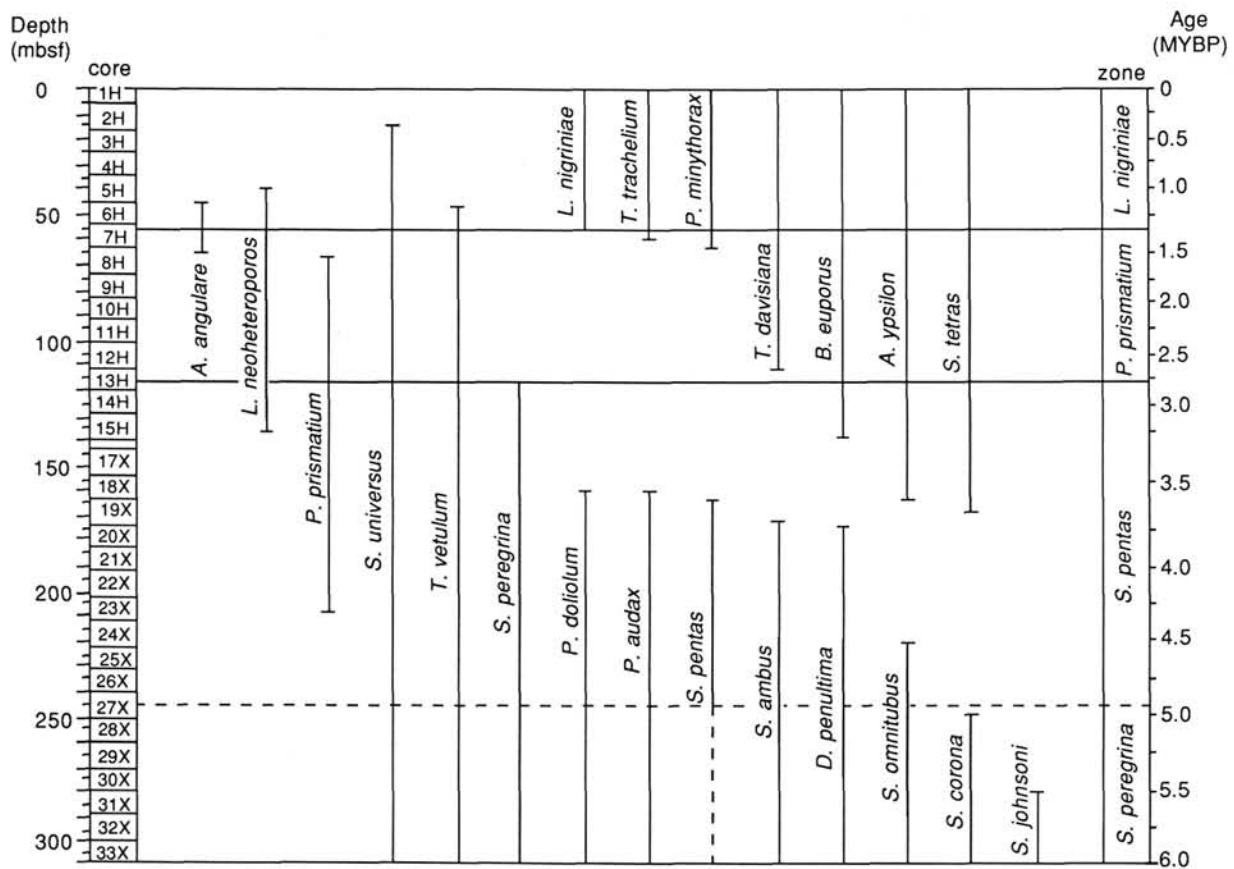 Depth
(mbsf)
core
zone
Age
(MYBP)
0
50
100
150
200
250
300
1H
2H
3H
4H
5H
6H
7H
8H
9H
10H
11H
12H
13H
14H
15H
17X
18X
19X
20X
21X
22X
23X
24X
25X
26X
27X
28X
29X
30X
31X
32X
33X
A. angulare
L. neoheteroporos
P. prismatium
S. universus
T. vetulum
S. peregrina
L. nigriniae
P. doliolum
T. trachelium
P. audax
P. minythorax
S. pentas
T. davisiana
S. ambus
B. euporus
D. penultima
A. ypsilon
S. omnitubus
S. tetras
S. corona
S. johnsoni
L. nigriniae
P. prismatium
S. pentas
S. peregrina
0
0.5
1.0
1.5
2.0
2.5
3.0
3.5
4.0
4.5
5.0
5.5
6.0